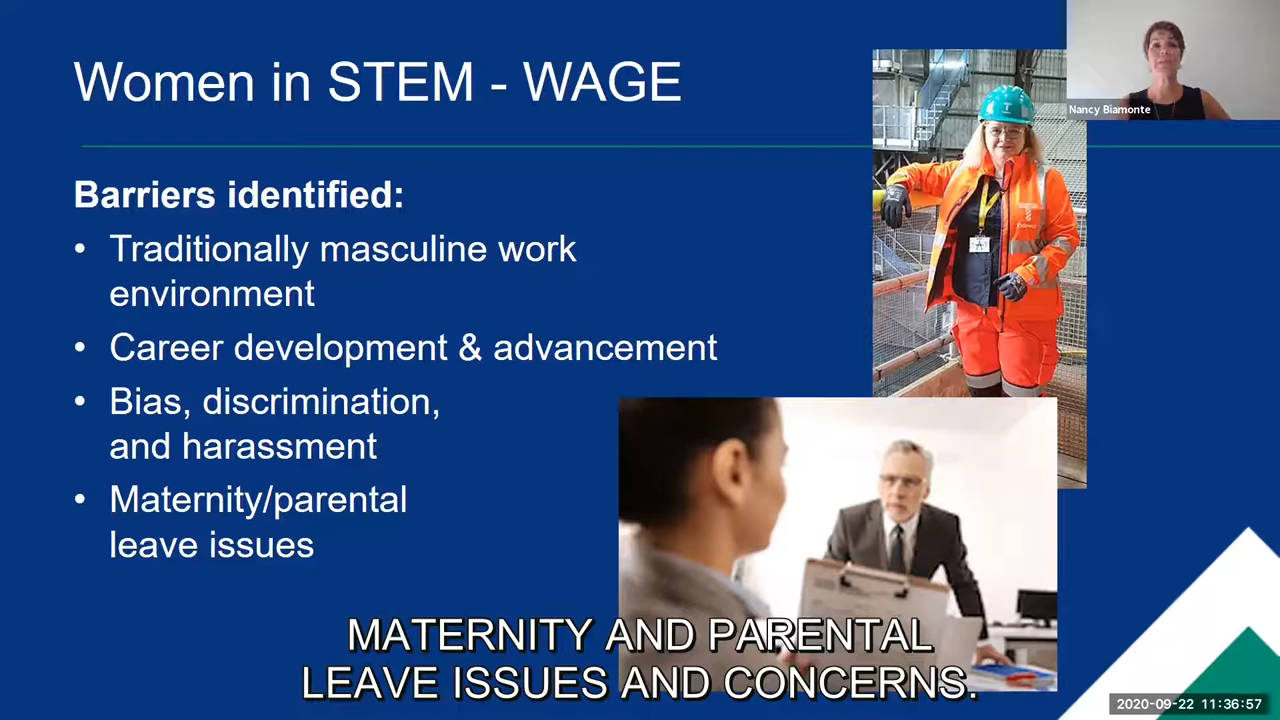 Women in STEM - WAGE
Nancy Biamonte
Barriers identified:
• Traditionally masculine work
environment
• Career development & advancement
• Bias, discrimination,
and harassment
• Maternity/parental
leave issues
MATERNITY AND PARENTAL
LEAVE ISSUES AND CONCERNS.
2020-09-22 11:36:57